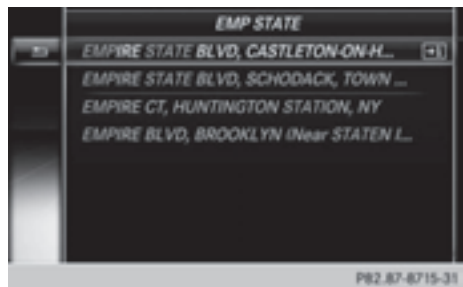 EMP STATE
EMPIRE STATE BLVD, CASTLETON-ON-H...
EMPIRE STATE BLVD, SCHODACK, TOWN ...
EMPIRE CT, HUNTINGTON STATION, NY
EMPIRE BLVD, BROOKLYN (Near STATEN I...
P82.87-8715-31